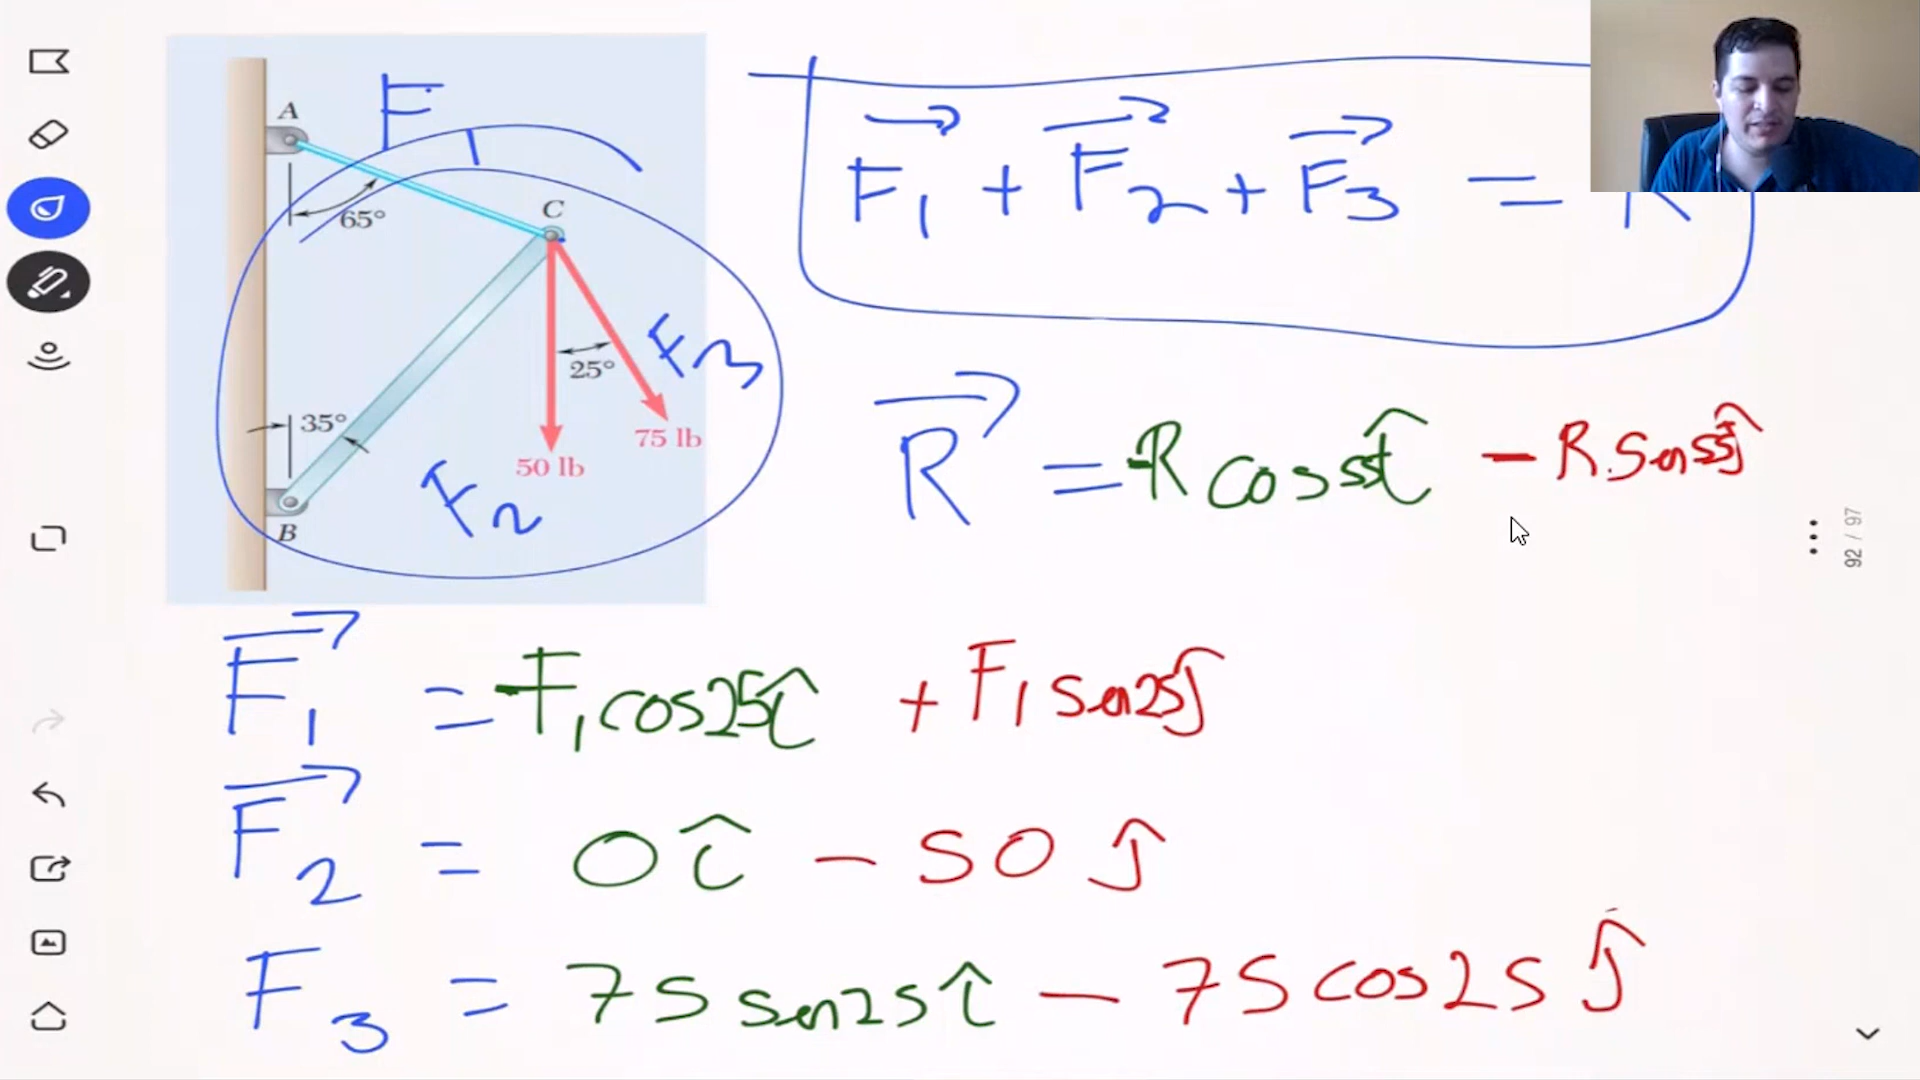 A
F
65°
C
F₁ + F₂ + F₃ = R
F₃
25°
75 lb
35°
50 lb
F₂
B
R = -R cos55 î - R sen55 ĵ
92 / 97
F₁ = -F₁ cos25 î + F₁ sen25 ĵ
F₂ = 0 î - 50 ĵ
F₃ = 75 sen25 î - 75 cos25 ĵ